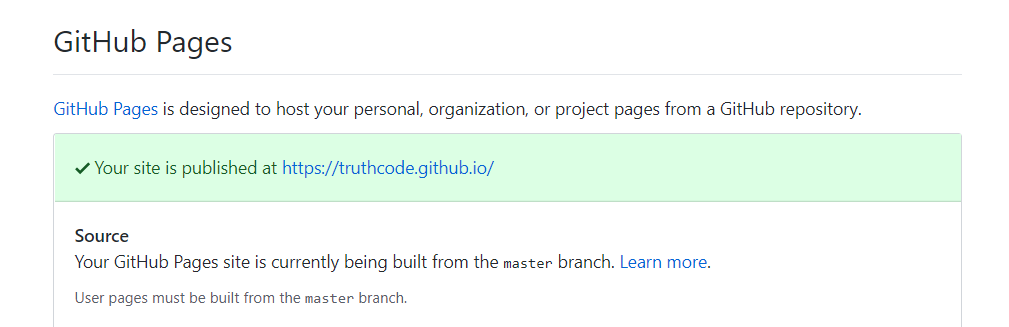 GitHub Pages
GitHub Pages is designed to host your personal, organization, or project pages from a GitHub repository.
✔ Your site is published at https://truthcode.github.io/
Source
Your GitHub Pages site is currently being built from the master branch. Learn more.
User pages must be built from the master branch.